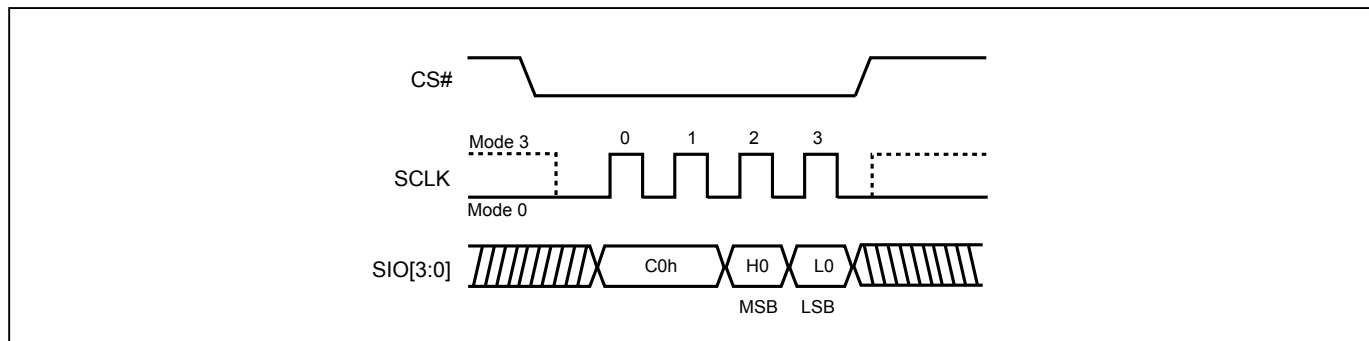 CS#
Mode 3
0 1 2 3
SCLK
Mode 0
SIO[3:0]
C0h H0 L0
MSB LSB